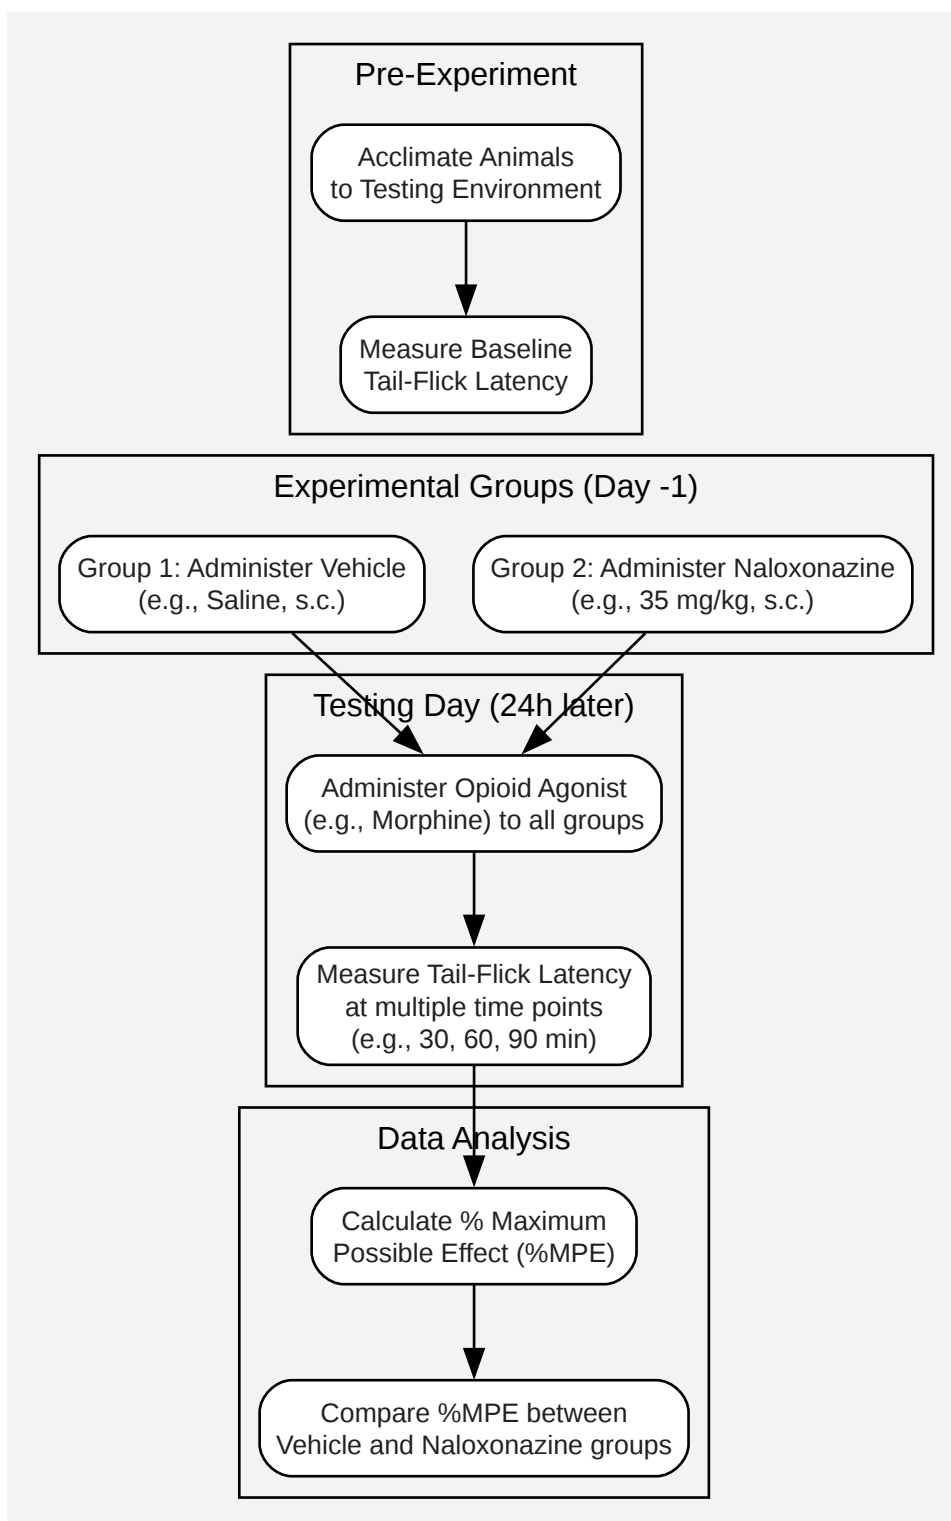 Pre-Experiment
Acclimate Animals
to Testing Environment
Measure Baseline
Tail-Flick Latency
Experimental Groups (Day -1)
Group 1: Administer Vehicle
(e.g., Saline, s.c.)
Group 2: Administer Naloxonazine
(e.g., 35 mg/kg, s.c.)
Testing Day (24h later)
Administer Opioid Agonist
(e.g., Morphine) to all groups
Measure Tail-Flick Latency
at multiple time points
(e.g., 30, 60, 90 min)
Data Analysis
Calculate % Maximum
Possible Effect (%MPE)
Compare %MPE between
Vehicle and Naloxonazine groups